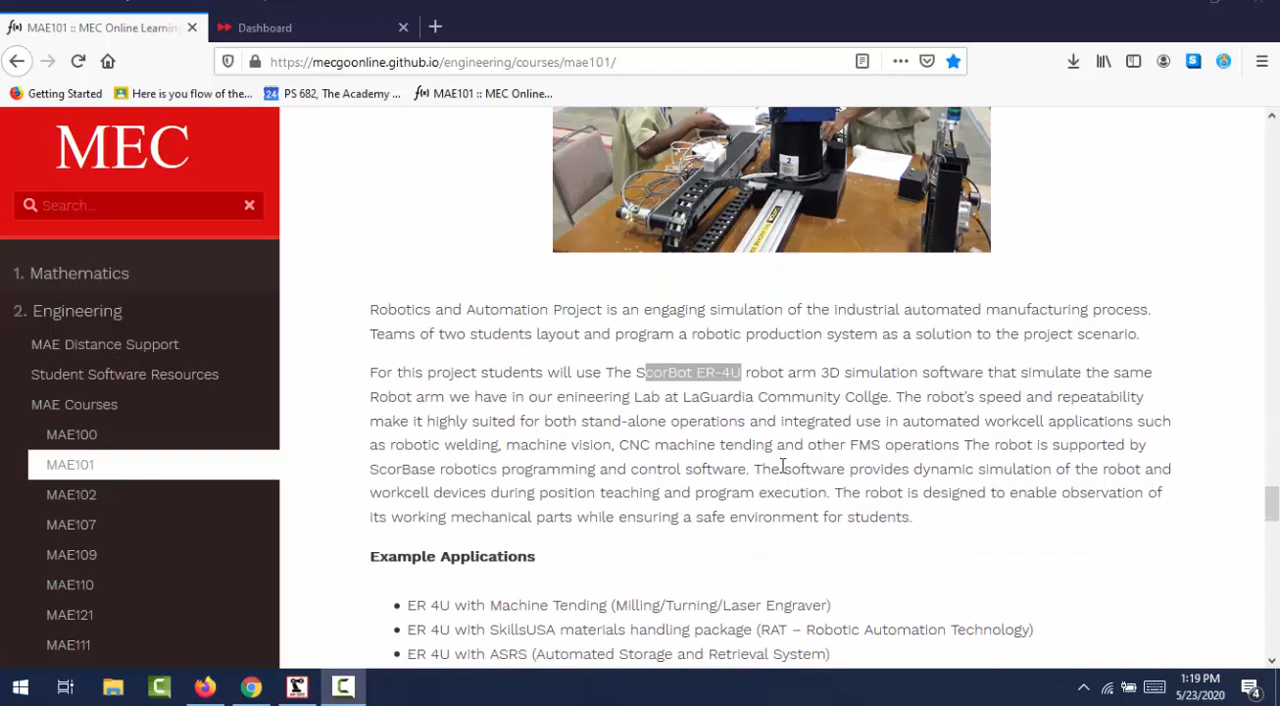 MAE101 :: MEC Online Learning
Dashboard
https://mecgoonline.github.io/engineering/courses/mae101/
Getting Started
Here is you flow of the...
24 PS 682, The Academy ...
f(x) MAE101 :: MEC Online...
MEC
Search...
1. Mathematics
2. Engineering
MAE Distance Support
Student Software Resources
MAE Courses
MAE100
MAE101
MAE102
MAE107
MAE109
MAE110
MAE121
MAE111
2
Robotics and Automation Project is an engaging simulation of the industrial automated manufacturing process.
Teams of two students layout and program a robotic production system as a solution to the project scenario.
For this project students will use The ScorBot ER-4U robot arm 3D simulation software that simulate the same
Robot arm we have in our enineering Lab at LaGuardia Community Collge. The robot's speed and repeatability
make it highly suited for both stand-alone operations and integrated use in automated workcell applications such
as robotic welding, machine vision, CNC machine tending and other FMS operations The robot is supported by
ScorBase robotics programming and control software. The software provides dynamic simulation of the robot and
workcell devices during position teaching and program execution. The robot is designed to enable observation of
its working mechanical parts while ensuring a safe environment for students.
Example Applications
• ER 4U with Machine Tending (Milling/Turning/Laser Engraver)
• ER 4U with SkillsUSA materials handling package (RAT – Robotic Automation Technology)
• ER 4U with ASRS (Automated Storage and Retrieval System)
1:19 PM
5/23/2020
4